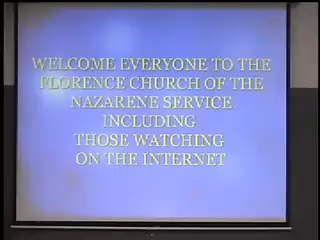 WELCOME EVERYONE TO THE
FLORENCE CHURCH OF THE
NAZARENE SERVICE
INCLUDING
THOSE WATCHING
ON THE INTERNET